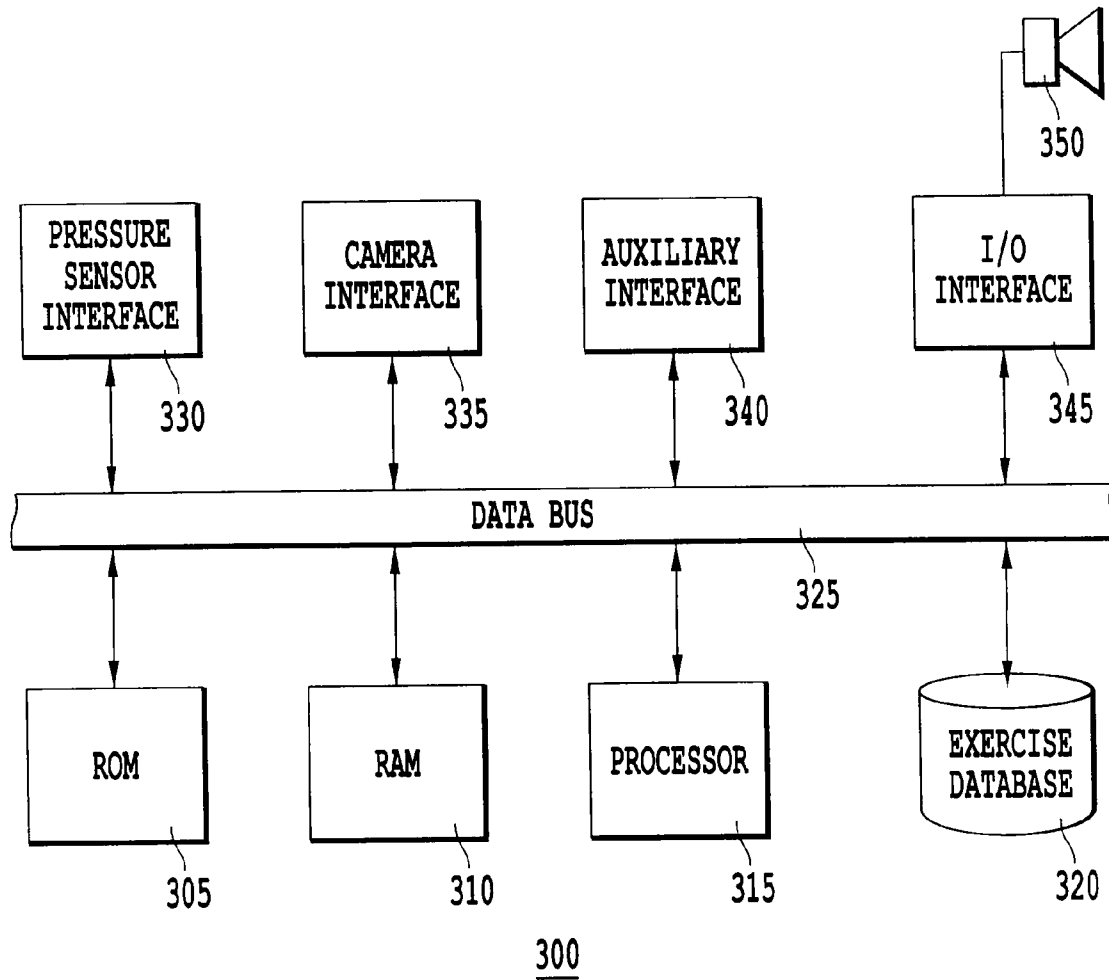 350
PRESSURE
SENSOR
INTERFACE
330
CAMERA
INTERFACE
335
AUXILIARY
INTERFACE
340
I/O
INTERFACE
345
DATA BUS
325
ROM
305
RAM
310
PROCESSOR
315
EXERCISE
DATABASE
320
300